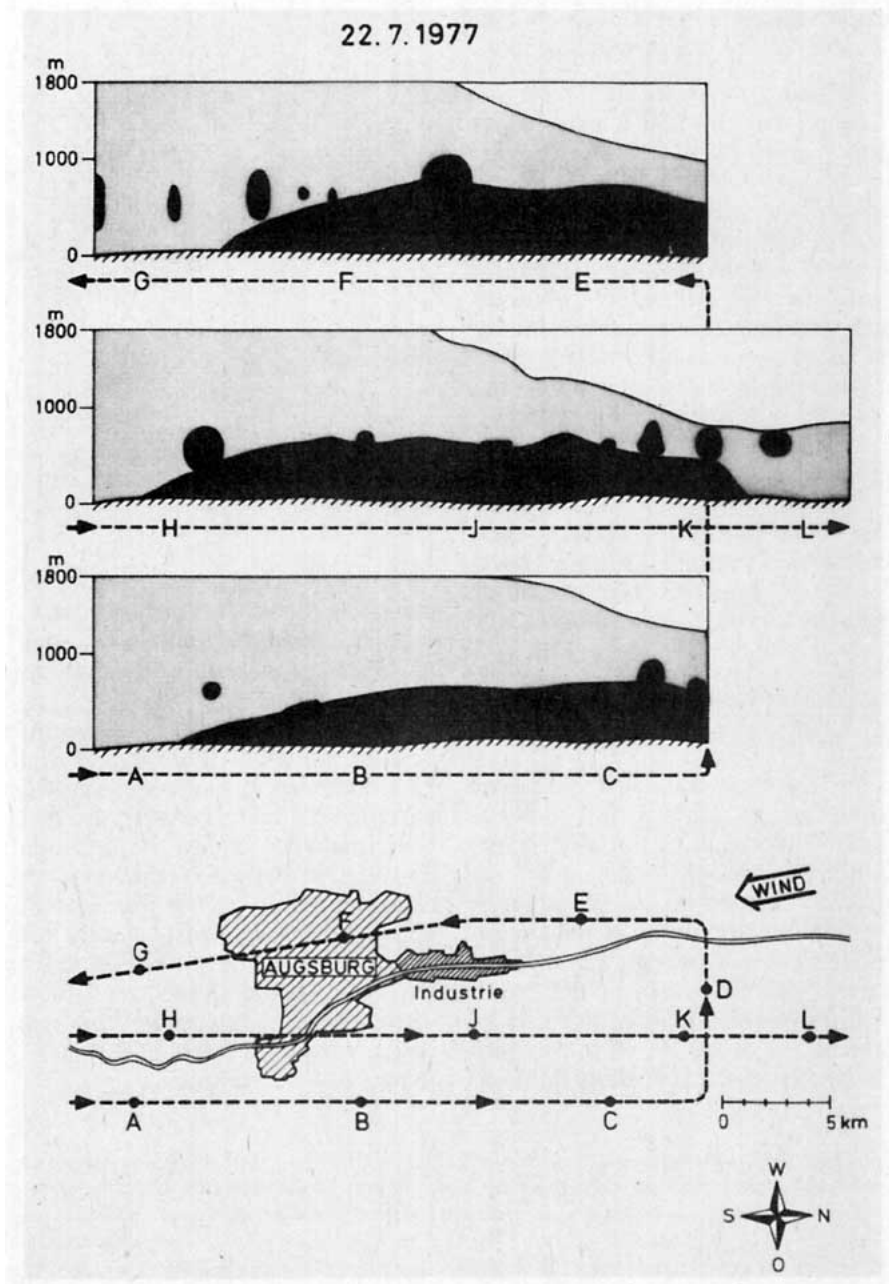 22.7.1977
m
1800
1000
0
G F E
m
1800
1000
0
H J K L
m
1800
1000
0
A B C
WIND
E
F
G
AUGSBURG
Industrie
D
H J K L
A B C
0 5 km
W
S N
O